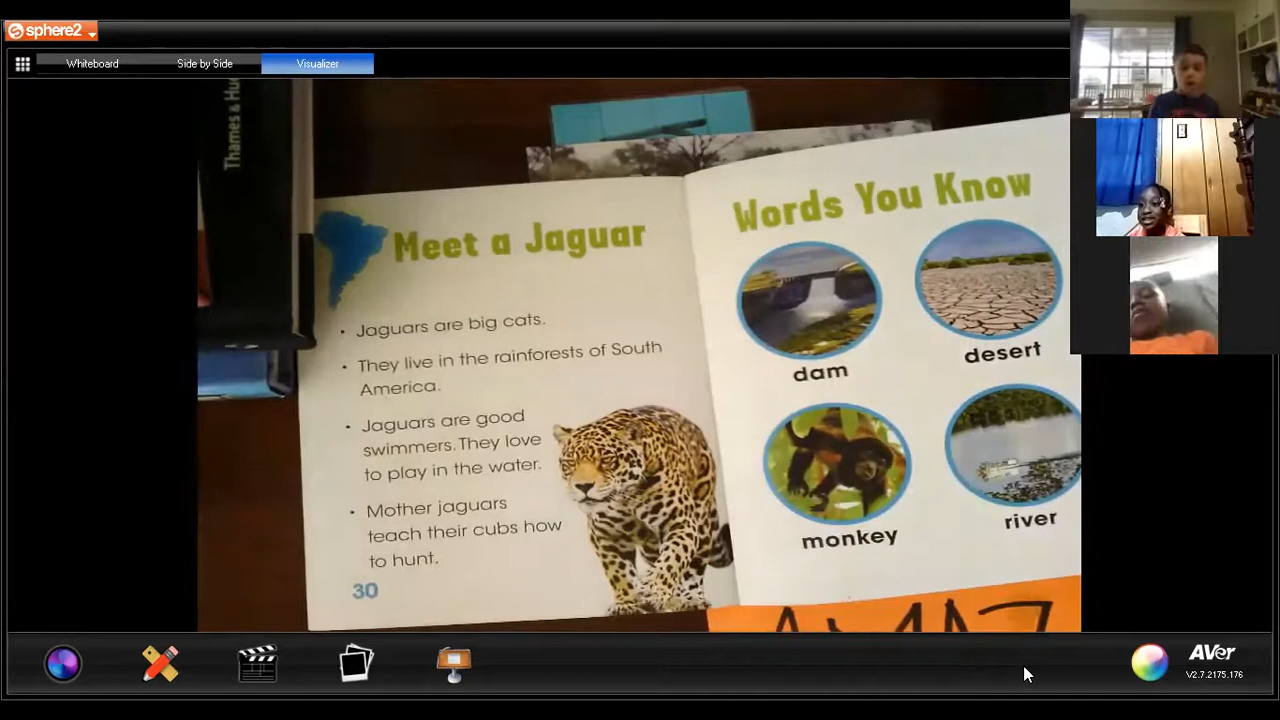 sphere2
Whiteboard
Side by Side
Visualizer
Thames & Hu
Meet a Jaguar
• Jaguars are big cats.
• They live in the rainforests of South
America.
• Jaguars are good
swimmers. They love
to play in the water.
• Mother jaguars
teach their cubs how
to hunt.
30
Words You Know
dam
desert
monkey
river
AMAZ
AVer
V2.7.2175.176